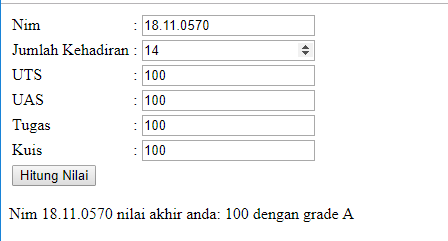 Nim : 18.11.0570
Jumlah Kehadiran : 14
UTS : 100
UAS : 100
Tugas : 100
Kuis : 100
Hitung Nilai
Nim 18.11.0570 nilai akhir anda: 100 dengan grade A